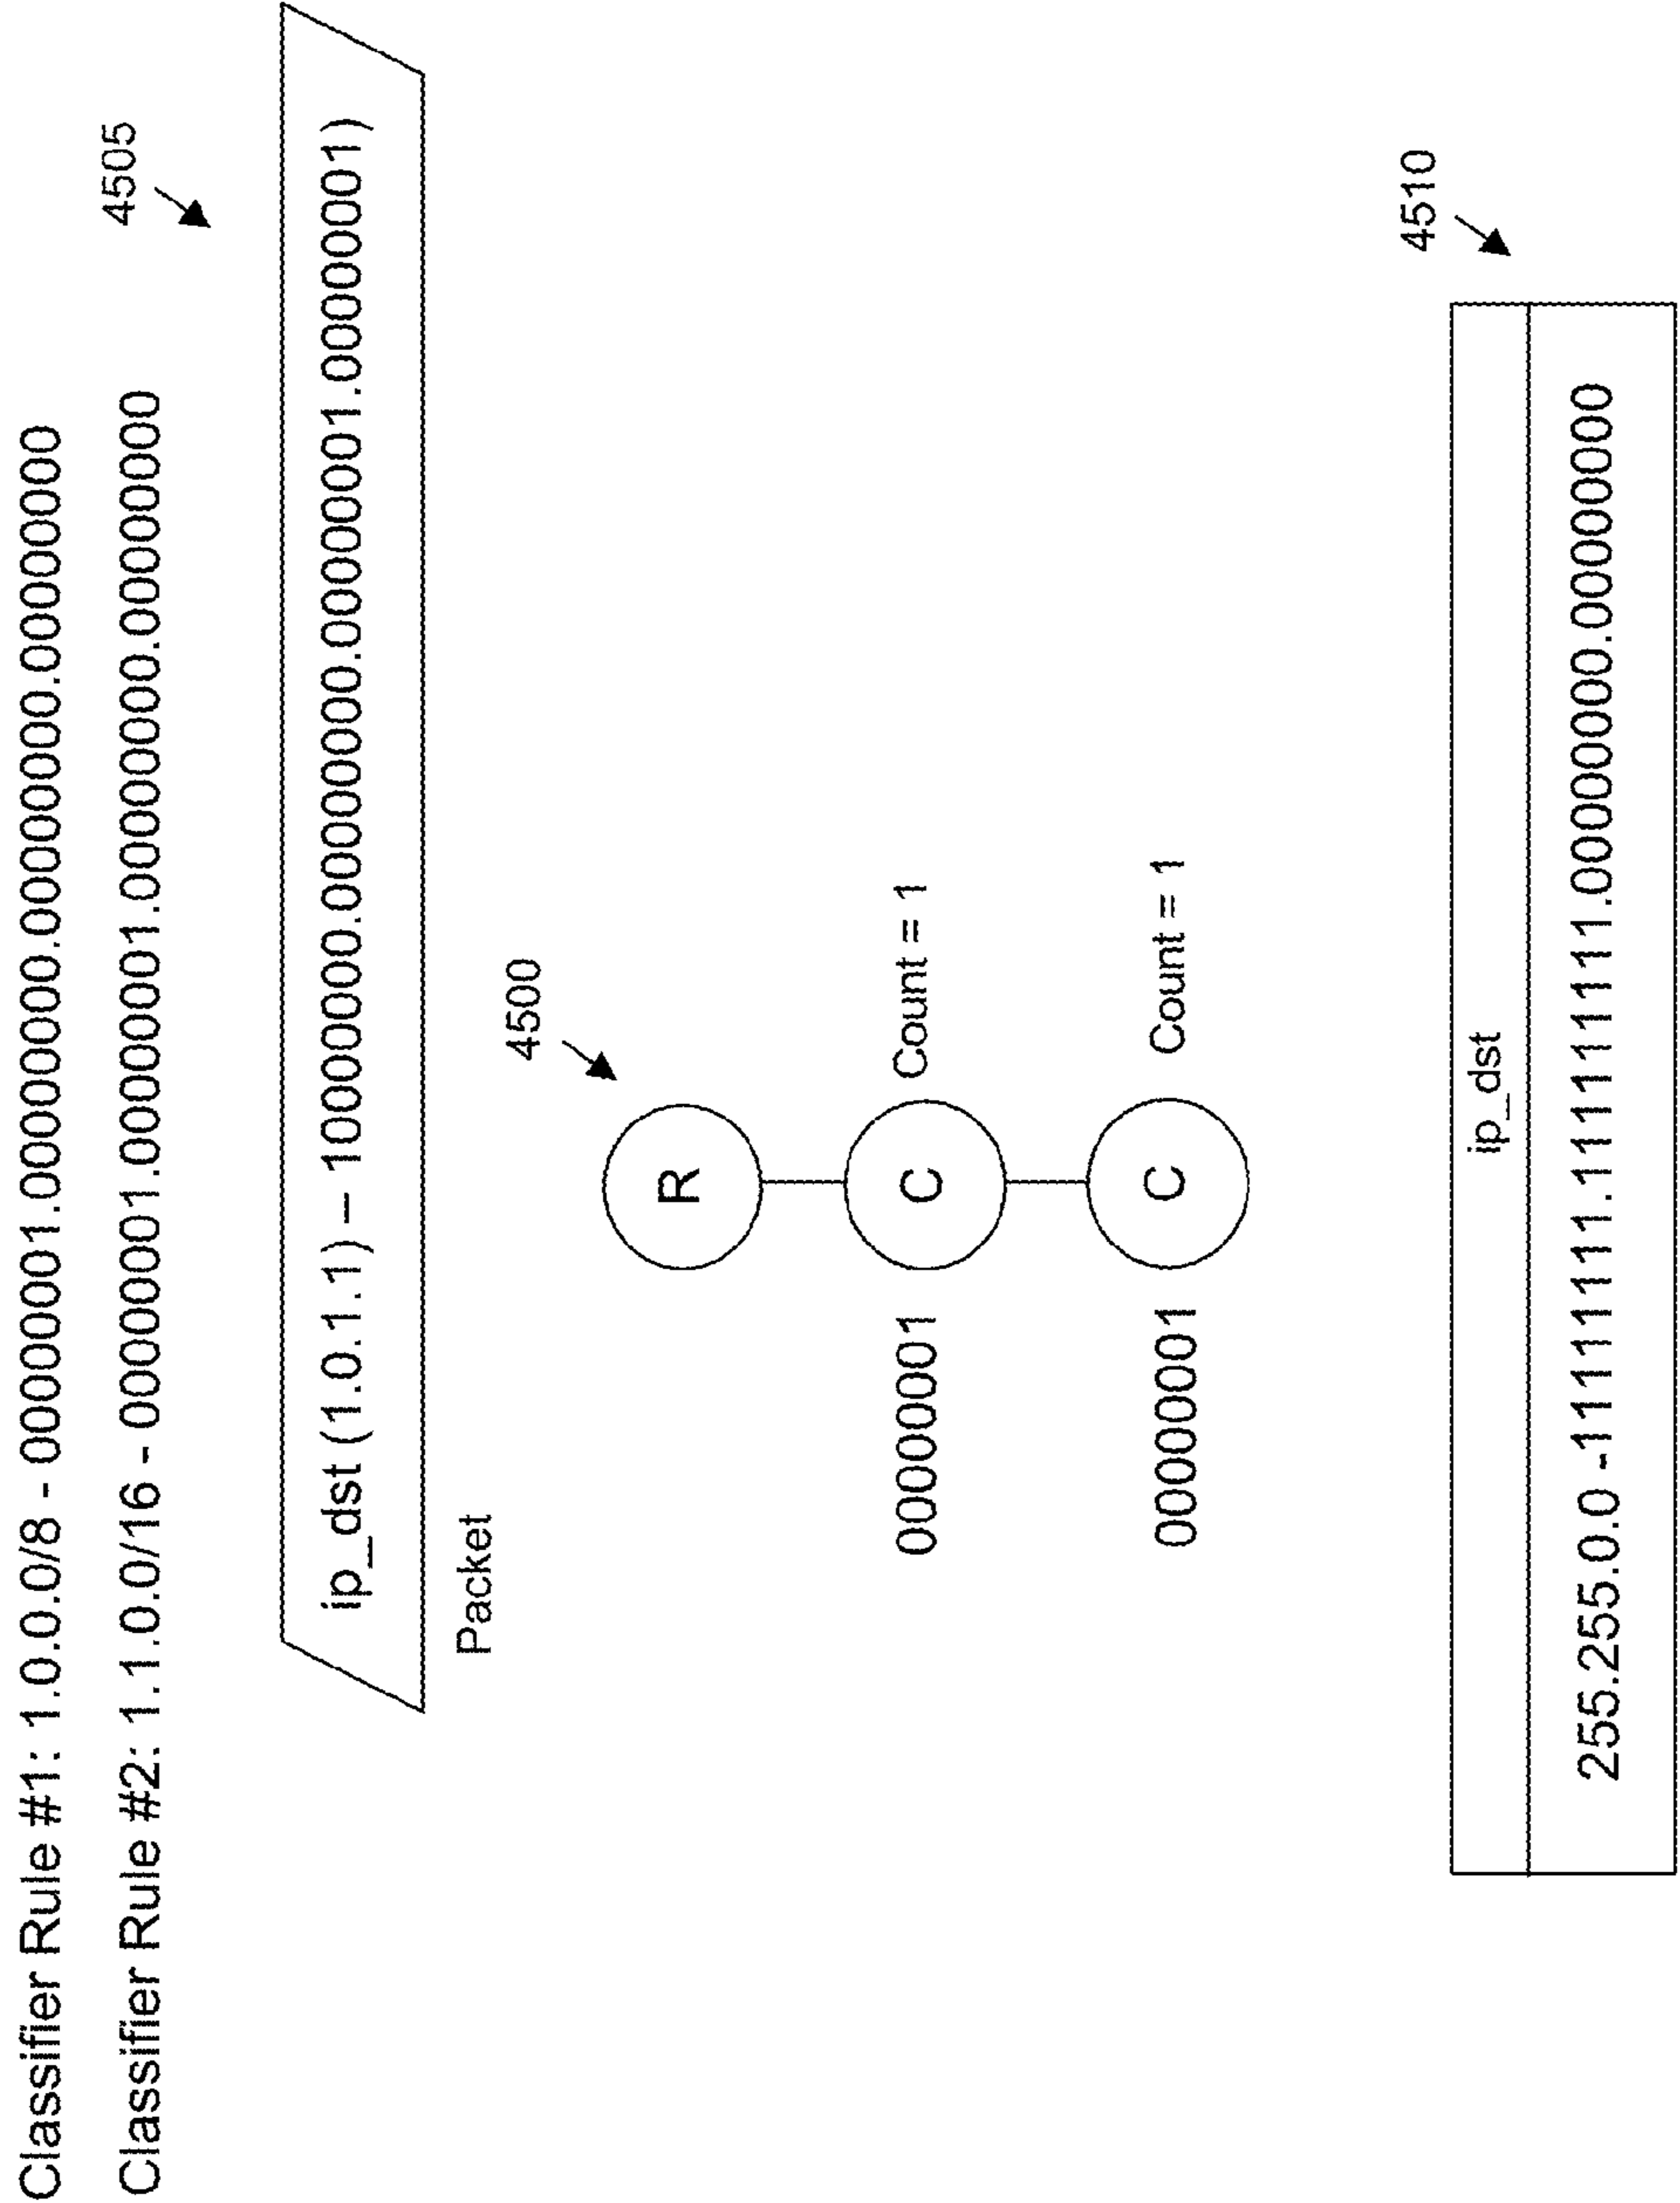 Classifier Rule #1: 1.0.0.0/8 - 00000001.00000000.00000000.00000000
Classifier Rule #2: 1.1.0.0/16 - 00000001.00000001.00000000.00000000
4505
ip_dst (1.0.1.1) – 10000000.00000000.00000001.00000001)
Packet
4500
R
00000001
C
Count = 1
00000001
C
Count = 1
4510
ip_dst
255.255.0.0 -11111111.11111111.00000000.00000000